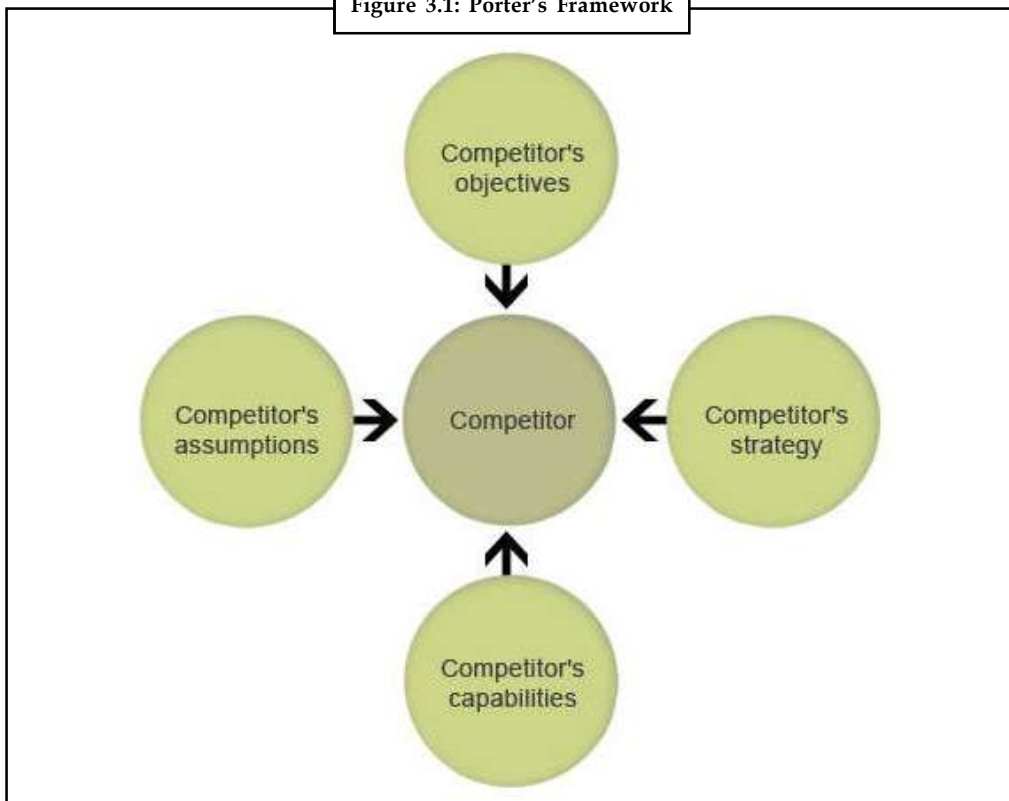 Figure 3.1: Porter's Framework
Competitor's
objectives
Competitor's
assumptions
Competitor
Competitor's
strategy
Competitor's
capabilities